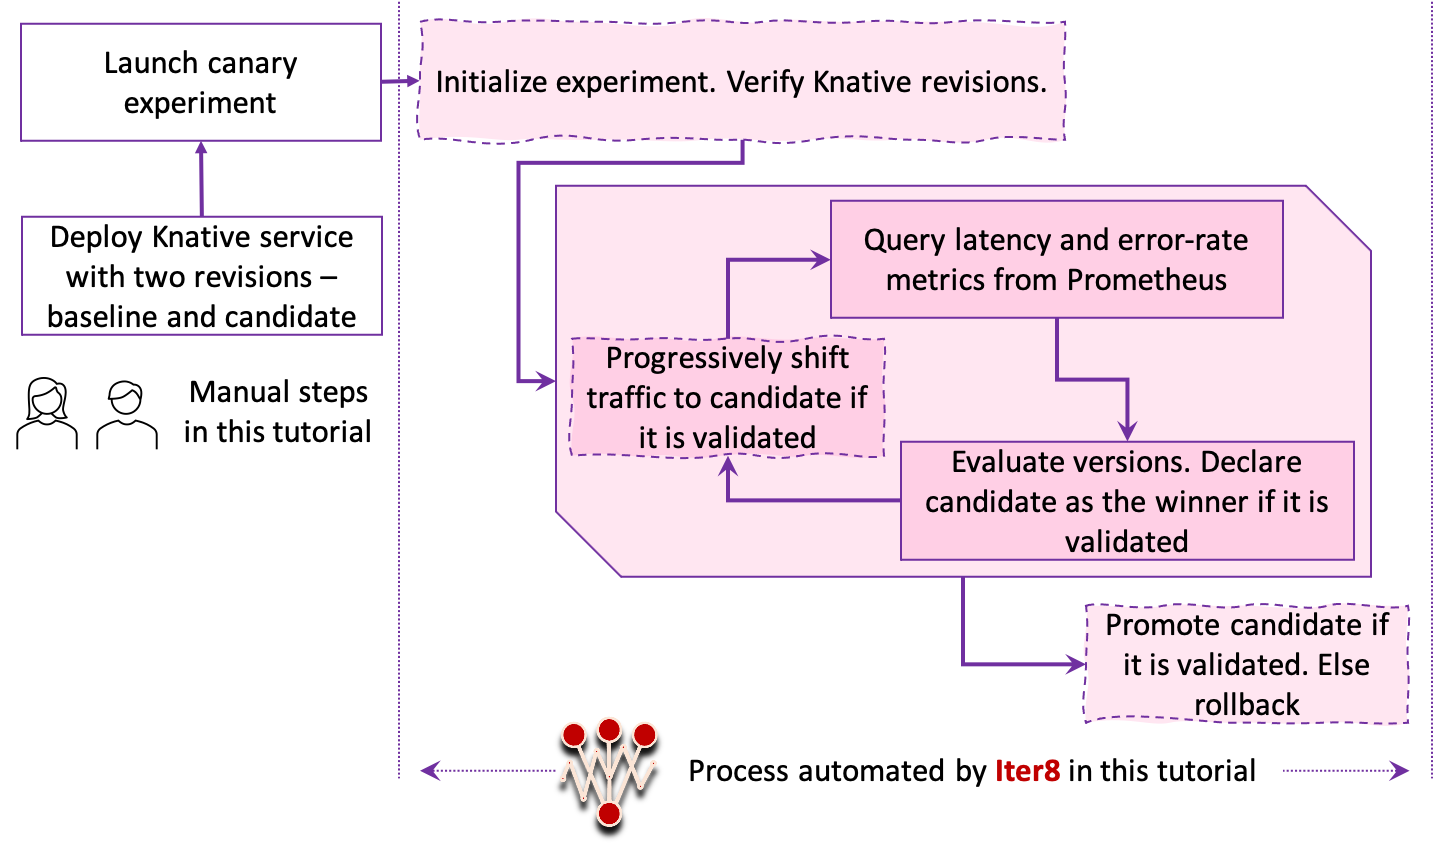 Launch canary
experiment
Initialize experiment. Verify Knative revisions.
Deploy Knative service
with two revisions –
baseline and candidate
Manual steps
in this tutorial
Query latency and error-rate
metrics from Prometheus
Progressively shift
traffic to candidate if
it is validated
Evaluate versions. Declare
candidate as the winner if it is
validated
Promote candidate if
it is validated. Else
rollback
Process automated by Iter8 in this tutorial